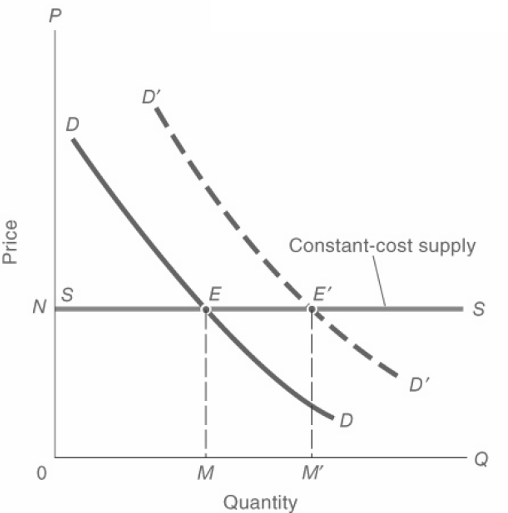 P
D′
D
Constant-cost supply
Price
S
E
E′
N
S
D′
D
0
M
M′
Q
Quantity